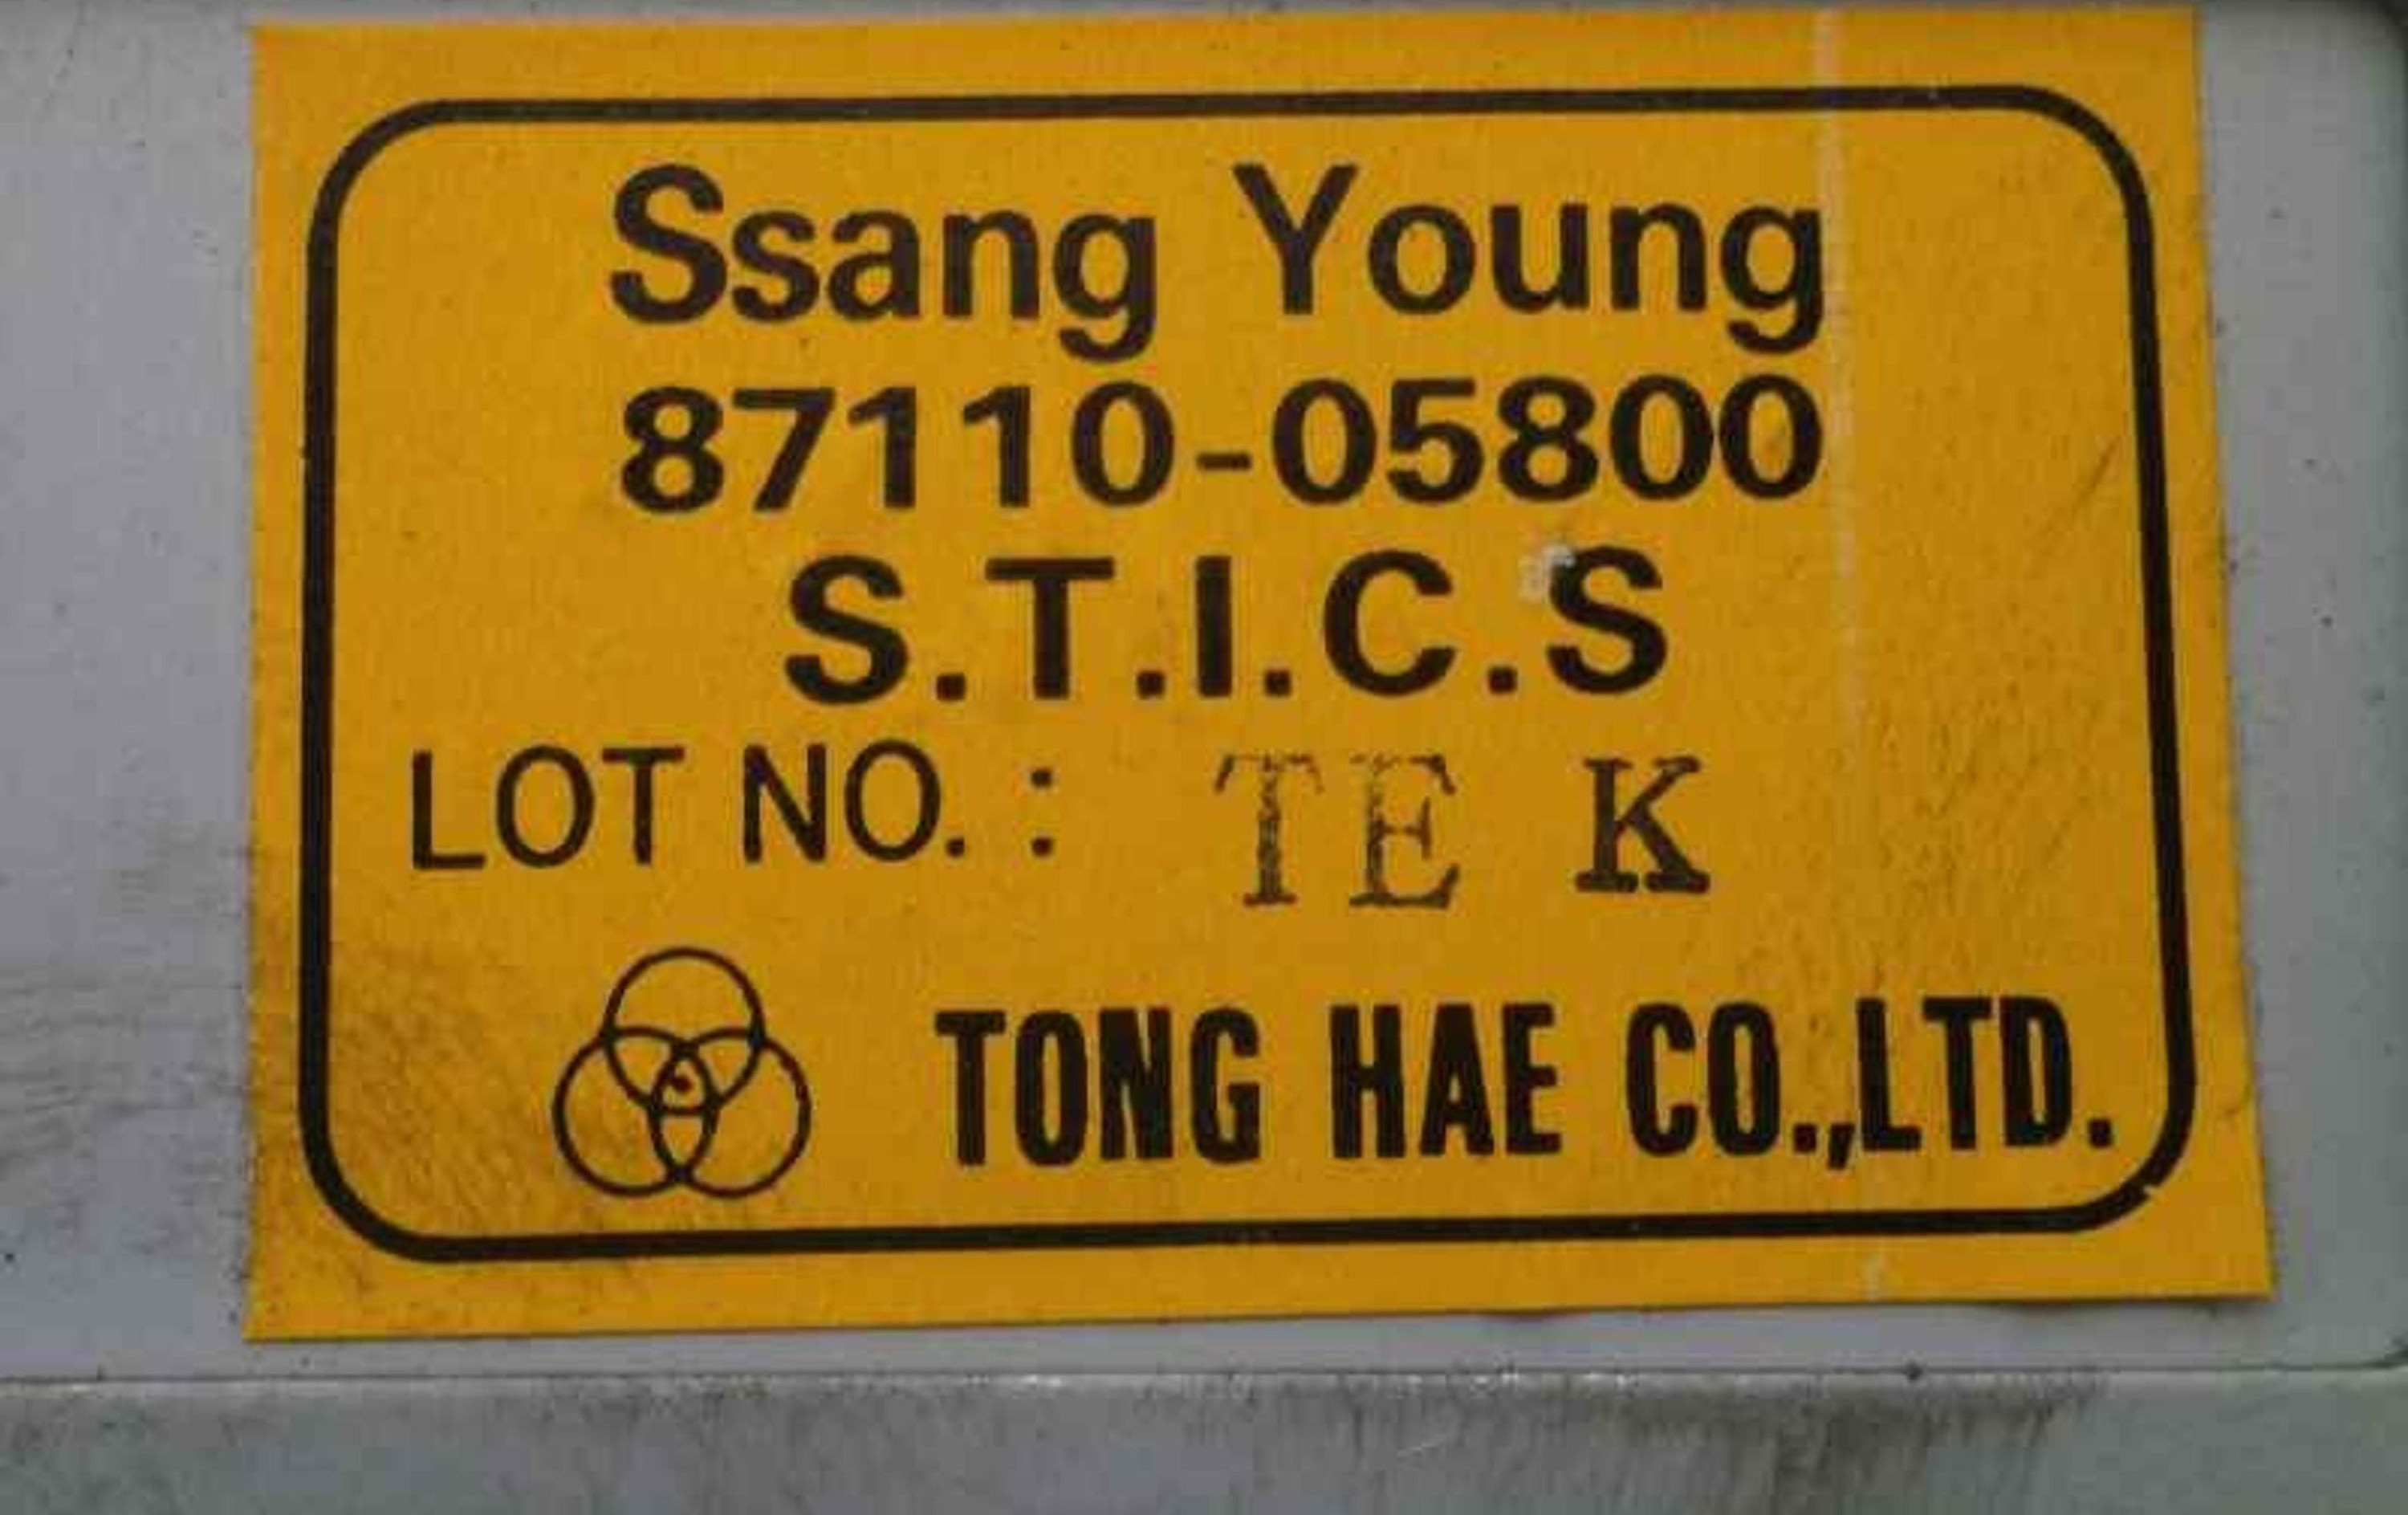 Ssang Young
87110-05800
S.T.I.C.S
LOT NO. : TE K
TONG HAE CO.,LTD.